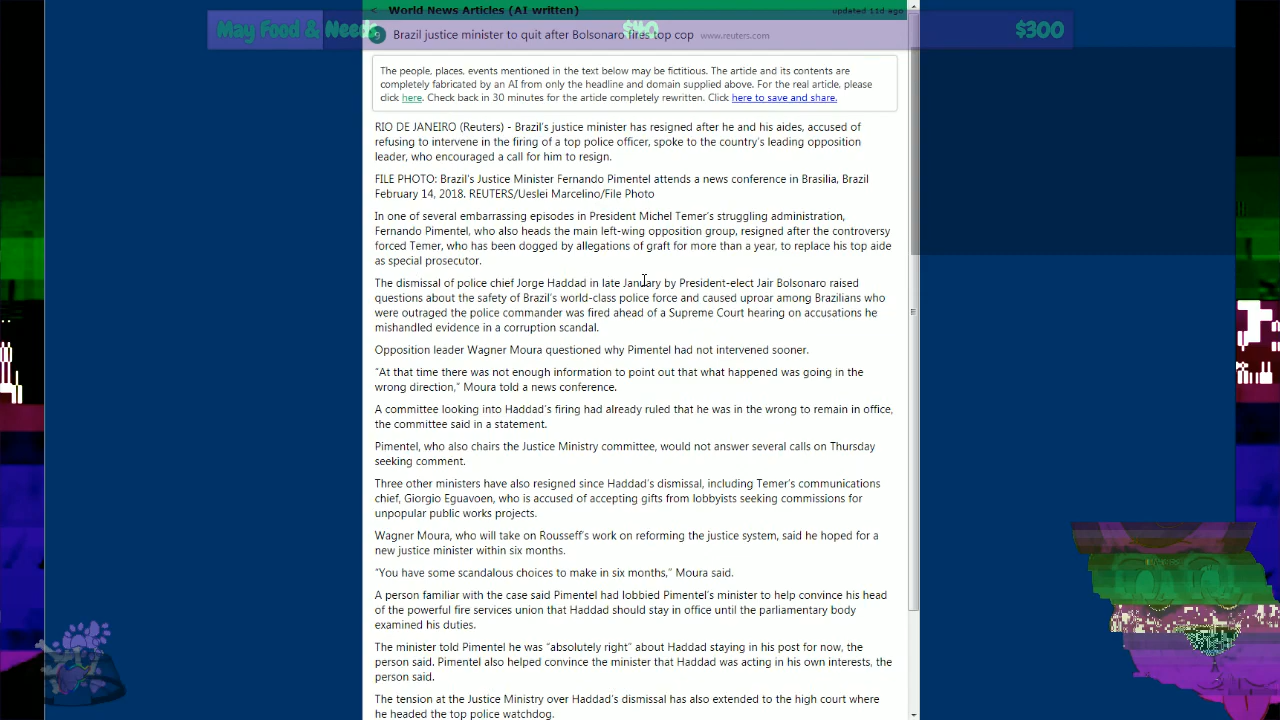 <- World News Articles (AI-written) updated 11d ago
May Food & Needs $40 $300
9 Brazil justice minister to quit after Bolsonaro fires top cop www.reuters.com
The people, places, events mentioned in the text below may be fictitious. The article and its contents are
completely fabricated by an AI from only the headline and domain supplied above. For the real article, please
click here. Check back in 30 minutes for the article completely rewritten. Click here to save and share.
RIO DE JANEIRO (Reuters) - Brazil’s justice minister has resigned after he and his aides, accused of
refusing to intervene in the firing of a top police officer, spoke to the country’s leading opposition
leader, who encouraged a call for him to resign.
FILE PHOTO: Brazil’s Justice Minister Fernando Pimentel attends a news conference in Brasilia, Brazil
February 14, 2018. REUTERS/Ueslei Marcelino/File Photo
In one of several embarrassing episodes in President Michel Temer’s struggling administration,
Fernando Pimentel, who also heads the main left-wing opposition group, resigned after the controversy
forced Temer, who has been dogged by allegations of graft for more than a year, to replace his top aide
as special prosecutor.
The dismissal of police chief Jorge Haddad in late January by President-elect Jair Bolsonaro raised
questions about the safety of Brazil’s world-class police force and caused uproar among Brazilians who
were outraged the police commander was fired ahead of a Supreme Court hearing on accusations he
mishandled evidence in a corruption scandal.
Opposition leader Wagner Moura questioned why Pimentel had not intervened sooner.
“At that time there was not enough information to point out that what happened was going in the
wrong direction,” Moura told a news conference.
A committee looking into Haddad’s firing had already ruled that he was in the wrong to remain in office,
the committee said in a statement.
Pimentel, who also chairs the Justice Ministry committee, would not answer several calls on Thursday
seeking comment.
Three other ministers have also resigned since Haddad’s dismissal, including Temer’s communications
chief, Giorgio Eguavoen, who is accused of accepting gifts from lobbyists seeking commissions for
unpopular public works projects.
Wagner Moura, who will take on Rousseff’s work on reforming the justice system, said he hoped for a
new justice minister within six months.
“You have some scandalous choices to make in six months,” Moura said.
A person familiar with the case said Pimentel had lobbied Pimentel’s minister to help convince his head
of the powerful fire services union that Haddad should stay in office until the parliamentary body
examined his duties.
The minister told Pimentel he was “absolutely right” about Haddad staying in his post for now, the
person said. Pimentel also helped convince the minister that Haddad was acting in his own interests, the
person said.
The tension at the Justice Ministry over Haddad’s dismissal has also extended to the high court where
he headed the top police watchdog.